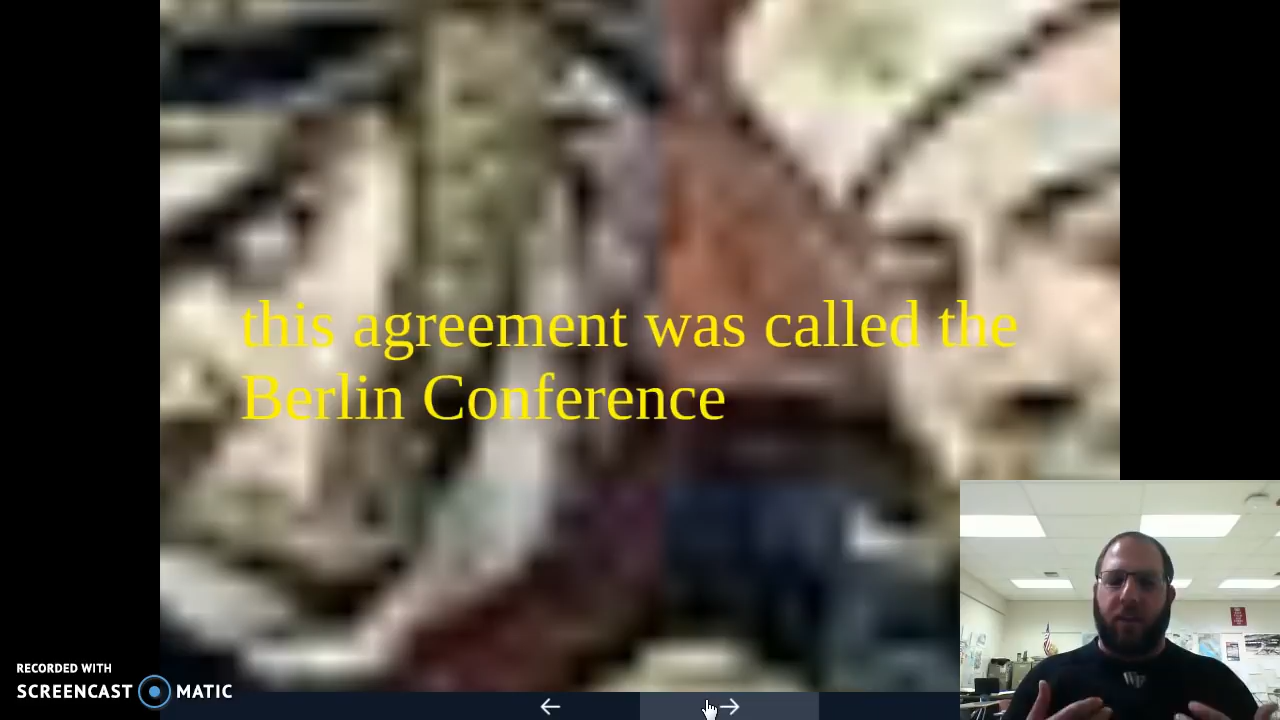 this agreement was called the
Berlin Conference
RECORDED WITH
SCREENCAST MATIC